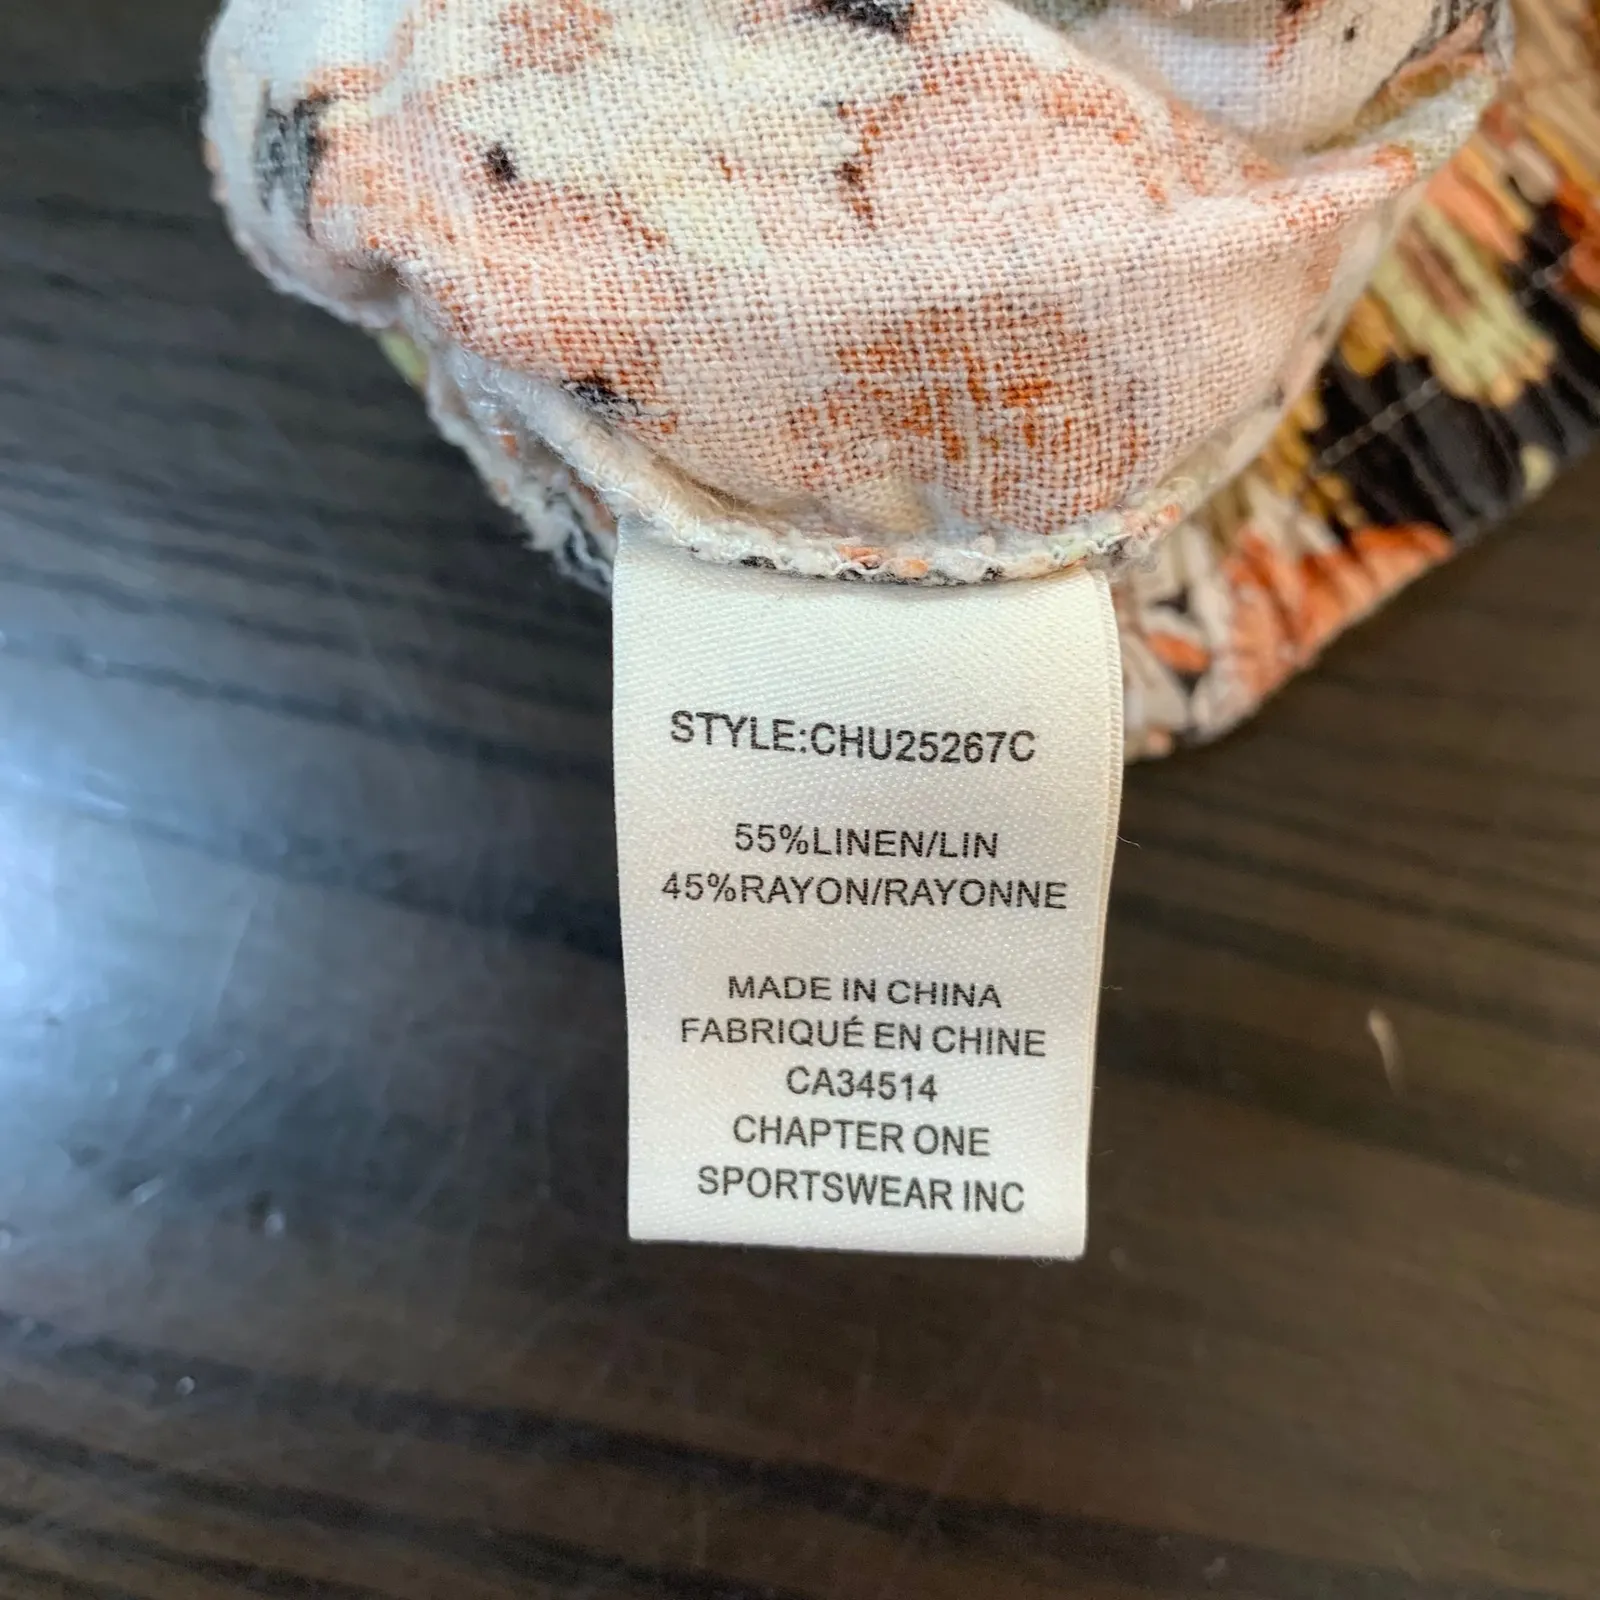 STYLE:CHU25267C
55%LINEN/LIN
45%RAYON/RAYONNE
MADE IN CHINA
FABRIQUÉ EN CHINE
CA34514
CHAPTER ONE
SPORTSWEAR INC